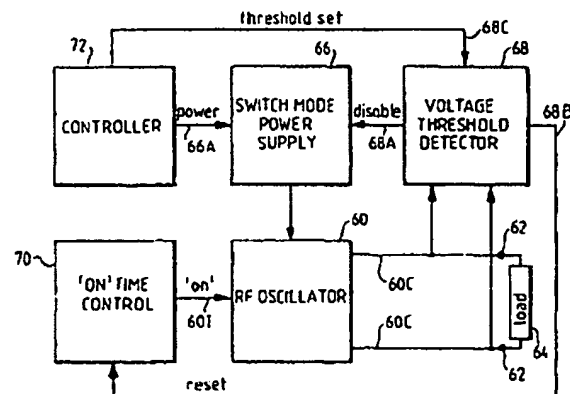 threshold set
68C
72
66
68
CONTROLLER
power
66A
SWITCH MODE
POWER
SUPPLY
disable
68A
VOLTAGE
THRESHOLD
DETECTOR
68B
60
70
'ON' TIME
CONTROL
'on'
60I
RF OSCILLATOR
60C
62
load
64
60C
62
reset